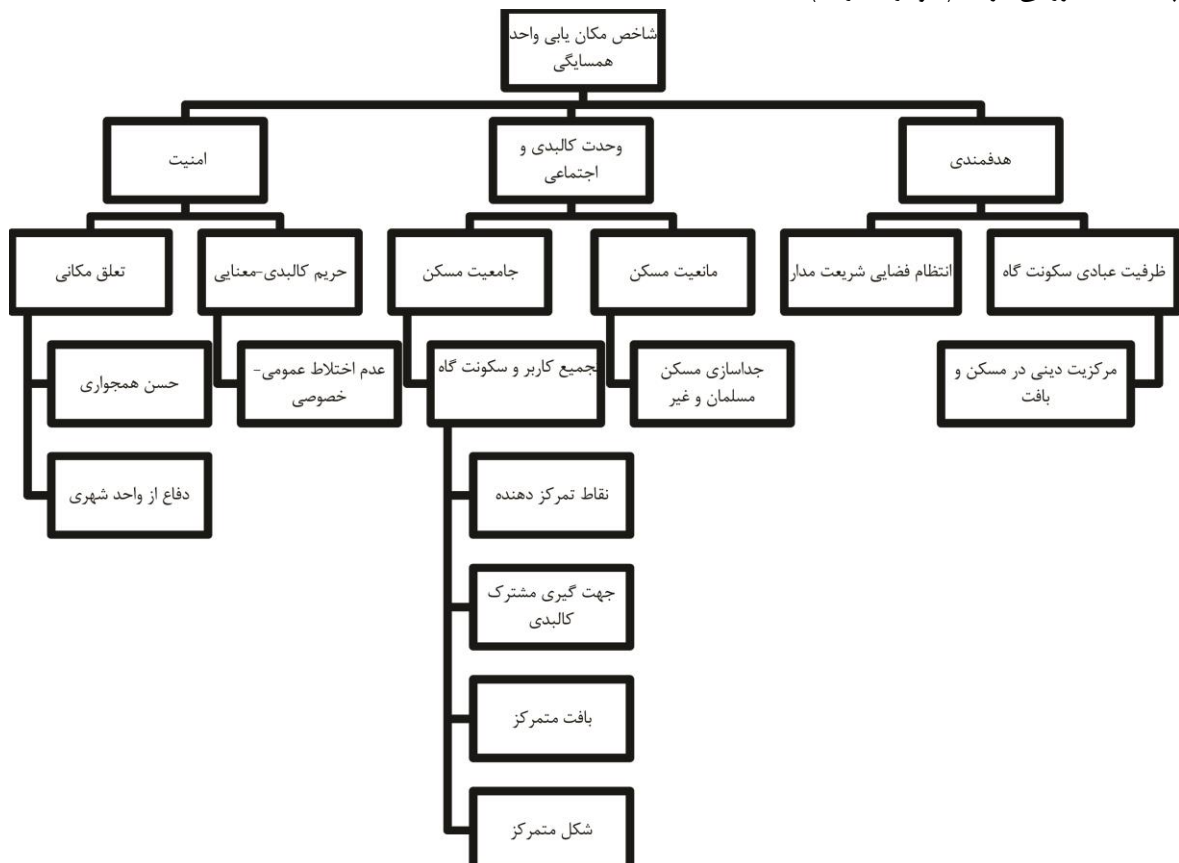 شاخص مکان یابی واحد
همسایگی
هدفمندی
وحدت کالبدی و
اجتماعی
امنیت
ظرفیت عبادی سکونت گاه
انتظام فضایی شریعت مدار
مانعیت مسکن
جامعیت مسکن
حریم کالبدی-معنایی
تعلق مکانی
مرکزیت دینی در مسکن و
بافت
جداسازی مسکن
مسلمان و غیر
تجمیع کاربر و سکونت گاه
عدم اختلاط عمومی-
خصوصی
حسن همجواری
نقاط تمرکز دهنده
دفاع از واحد شهری
جهت گیری مشترک
کالبدی
بافت متمرکز
شکل متمرکز